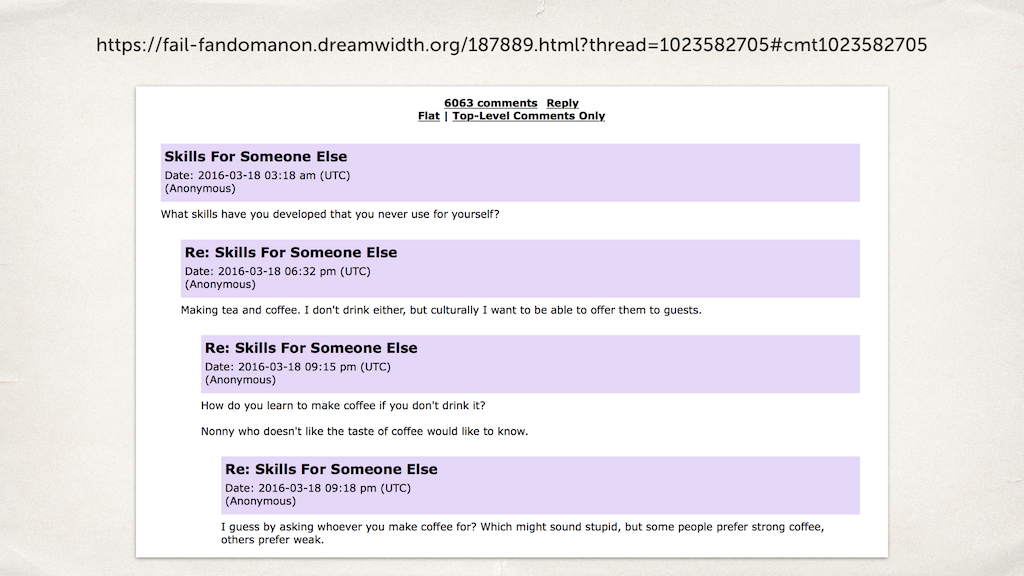 https://fail-fandomanon.dreamwidth.org/187889.html?thread=1023582705#cmt1023582705
6063 comments Reply
Flat | Top-Level Comments Only
Skills For Someone Else
Date: 2016-03-18 03:18 am (UTC)
(Anonymous)
What skills have you developed that you never use for yourself?
Re: Skills For Someone Else
Date: 2016-03-18 06:32 pm (UTC)
(Anonymous)
Making tea and coffee. I don't drink either, but culturally I want to be able to offer them to guests.
Re: Skills For Someone Else
Date: 2016-03-18 09:15 pm (UTC)
(Anonymous)
How do you learn to make coffee if you don't drink it?
Nonny who doesn't like the taste of coffee would like to know.
Re: Skills For Someone Else
Date: 2016-03-18 09:18 pm (UTC)
(Anonymous)
I guess by asking whoever you make coffee for? Which might sound stupid, but some people prefer strong coffee,
others prefer weak.